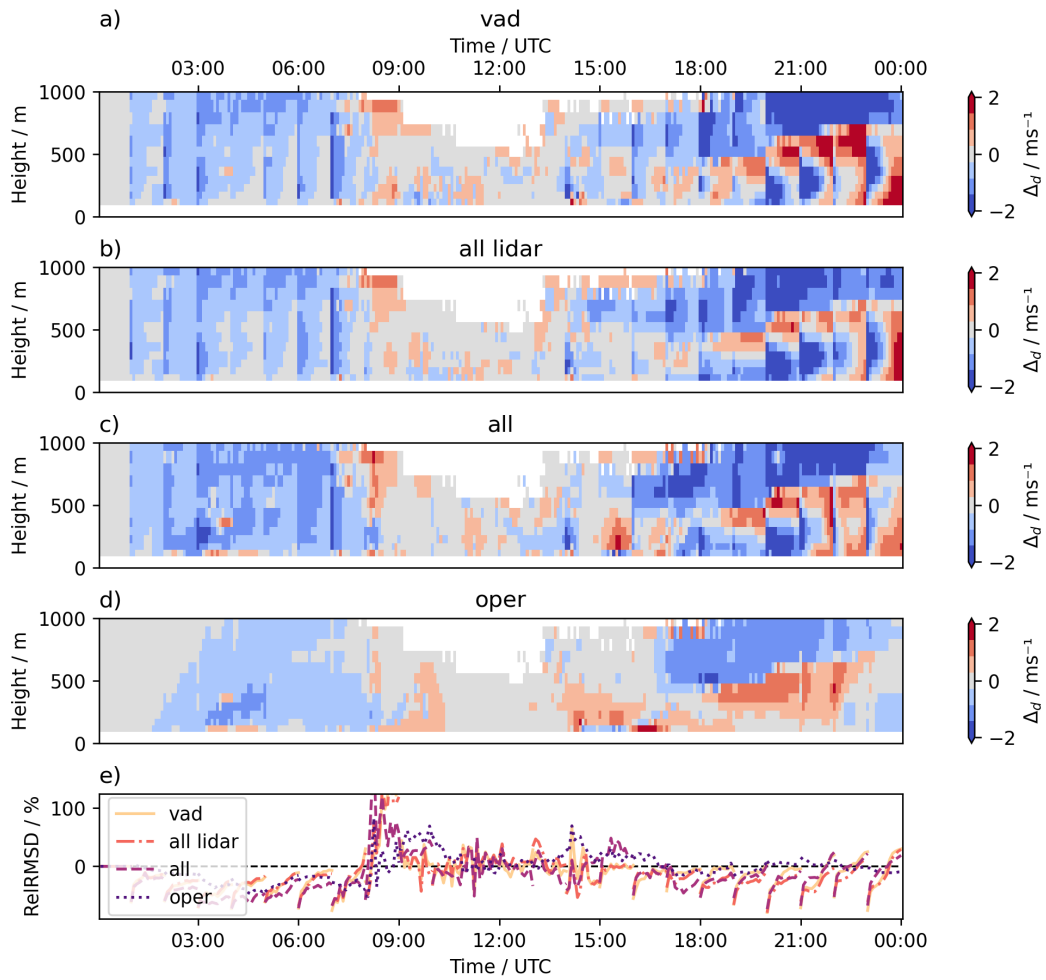 a)
vad
Time / UTC
03:00 06:00 09:00 12:00 15:00 18:00 21:00 00:00
1000
500
0
Height / m
2
0
−2
Δd / ms⁻¹
b)
all lidar
1000
500
0
Height / m
2
0
−2
Δd / ms⁻¹
c)
all
1000
500
0
Height / m
2
0
−2
Δd / ms⁻¹
d)
oper
1000
500
0
Height / m
2
0
−2
Δd / ms⁻¹
e)
100
0
RelRMSD / %
vad
all lidar
all
oper
03:00 06:00 09:00 12:00 15:00 18:00 21:00 00:00
Time / UTC